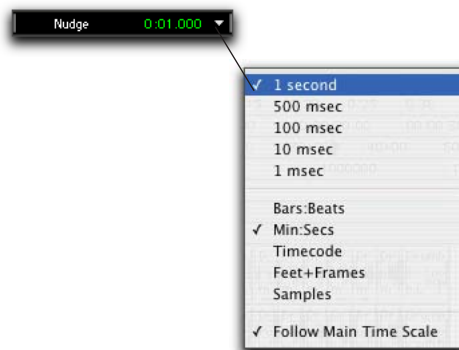 Nudge 0:01.000
✓ 1 second
500 msec
100 msec
10 msec
1 msec
Bars:Beats
✓ Min:Secs
Timecode
Feet+Frames
Samples
✓ Follow Main Time Scale